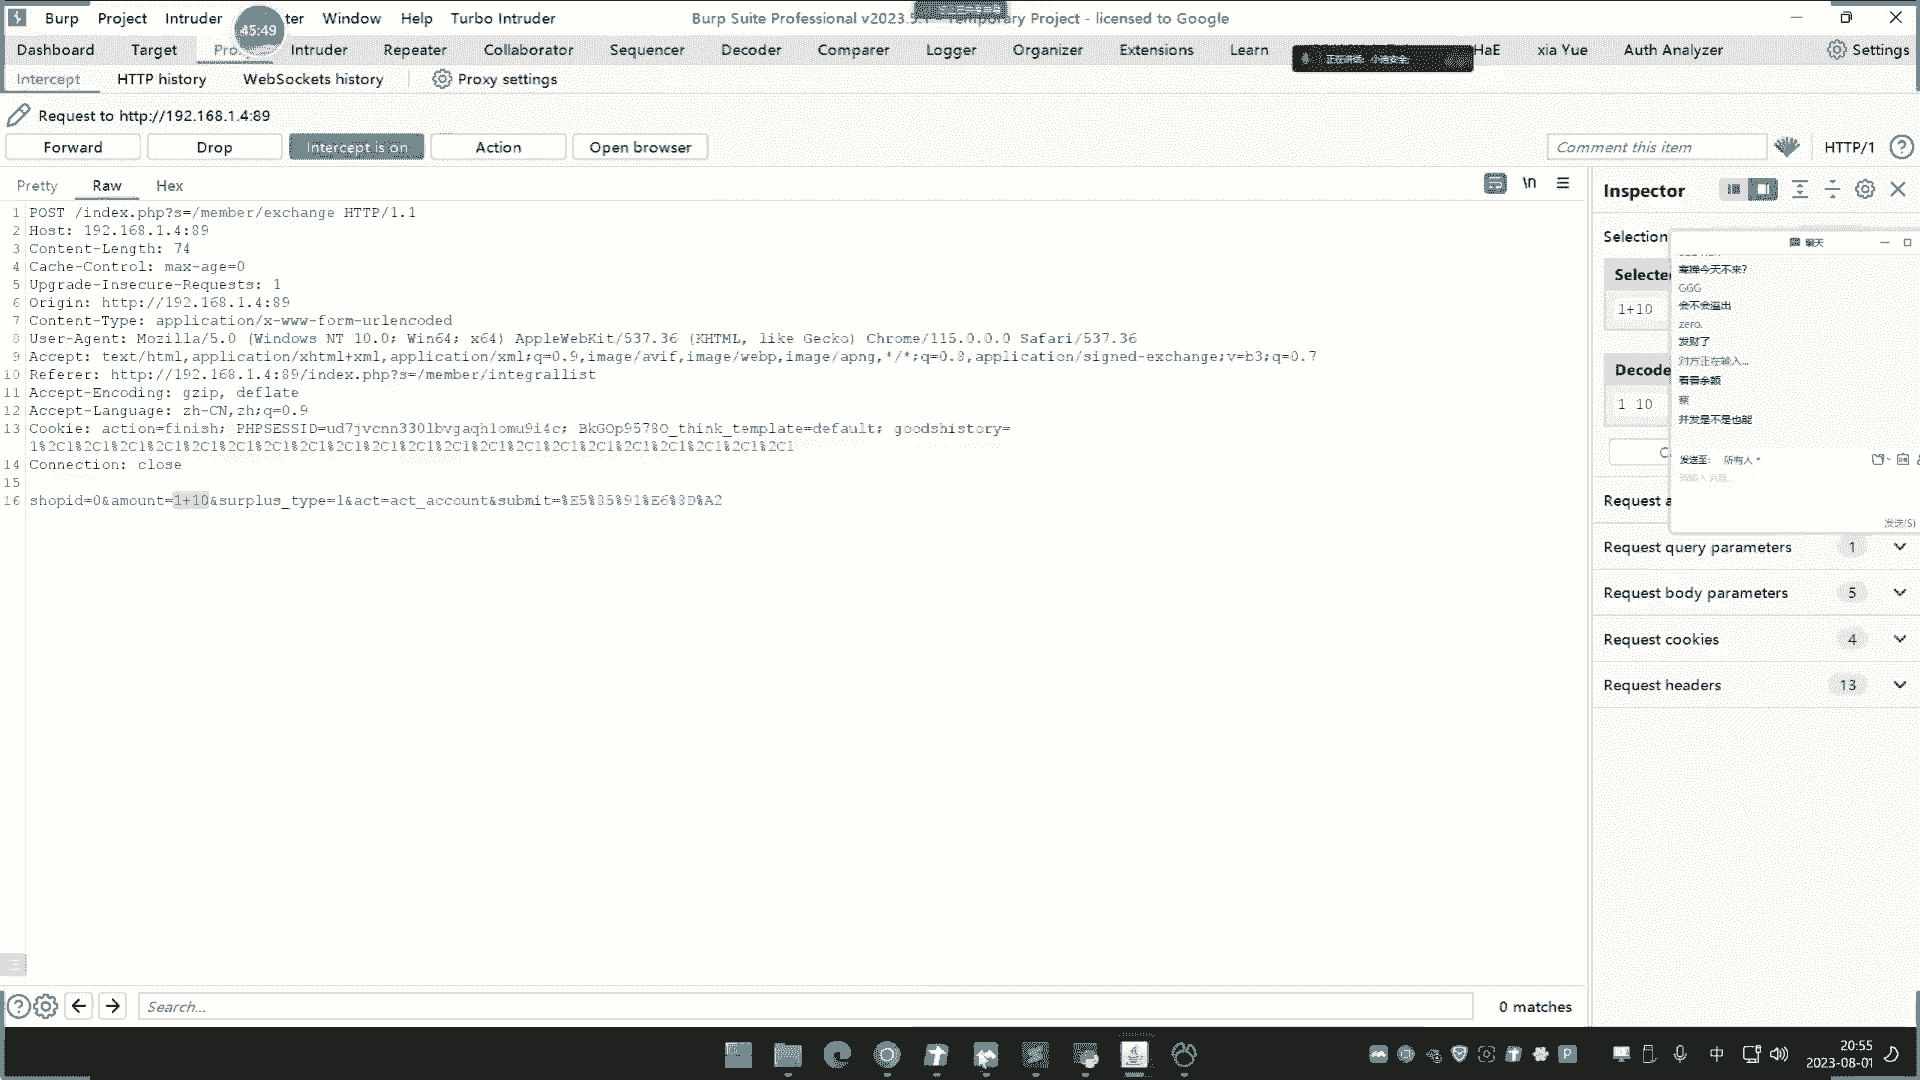 Burp Project Intruder ter Window Help Turbo Intruder
45:49
Burp Suite Professional v2023.5. Temporary Project - licensed to Google
Dashboard Target Pro Intruder Repeater Collaborator Sequencer Decoder Comparer Logger Organizer Extensions Learn HaE xia Yue Auth Analyzer Settings
正在讲话: 小迪安全;
Intercept HTTP history WebSockets history Proxy settings
Request to http://192.168.1.4:89
Forward Drop Intercept is on Action Open browser Comment this item HTTP/1
Pretty Raw Hex \n
1 POST /index.php?s=/member/exchange HTTP/1.1
2 Host: 192.168.1.4:89
3 Content-Length: 74
4 Cache-Control: max-age=0
5 Upgrade-Insecure-Requests: 1
6 Origin: http://192.168.1.4:89
7 Content-Type: application/x-www-form-urlencoded
8 User-Agent: Mozilla/5.0 (Windows NT 10.0; Win64; x64) AppleWebKit/537.36 (KHTML, like Gecko) Chrome/115.0.0.0 Safari/537.36
9 Accept: text/html,application/xhtml+xml,application/xml;q=0.9,image/avif,image/webp,image/apng,*/*;q=0.8,application/signed-exchange;v=b3;q=0.7
10 Referer: http://192.168.1.4:89/index.php?s=/member/integrallist
11 Accept-Encoding: gzip, deflate
12 Accept-Language: zh-CN,zh;q=0.9
13 Cookie: action=finish; PHPSESSID=ud7jvcnn330lbvgaqh1omu9i4c; BkGOp9578O_think_template=default; goodshistory=
1%2C1%2C1%2C1%2C1%2C1%2C1%2C1%2C1%2C1%2C1%2C1%2C1%2C1%2C1%2C1%2C1%2C1%2C1%2C1%2C1
14 Connection: close
15
16 shopid=0&amount=1+10&surplus_type=1&act=act_account&submit=%E5%85%91%E6%8D%A2
Inspector
Selection
Selecte
1+10
Decode
1 10
Request a
Request query parameters 1
Request body parameters 5
Request cookies 4
Request headers 13
聊天
今天不来?
GGG
会不会溢出
zero.
发财了
对方正在输入...
看看余额
蔡
并发是不是也能
发送至: 所有人
请输入消息...
发送(S)
Search...
0 matches
中
20:55
2023-08-01